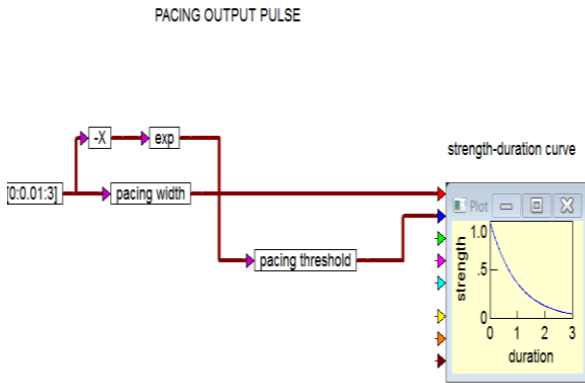 PACING OUTPUT PULSE
-X
exp
strength-duration curve
[0:0.01:3]
pacing width
Plot
pacing threshold
strength
1.0
.5
0
0 1 2 3
duration